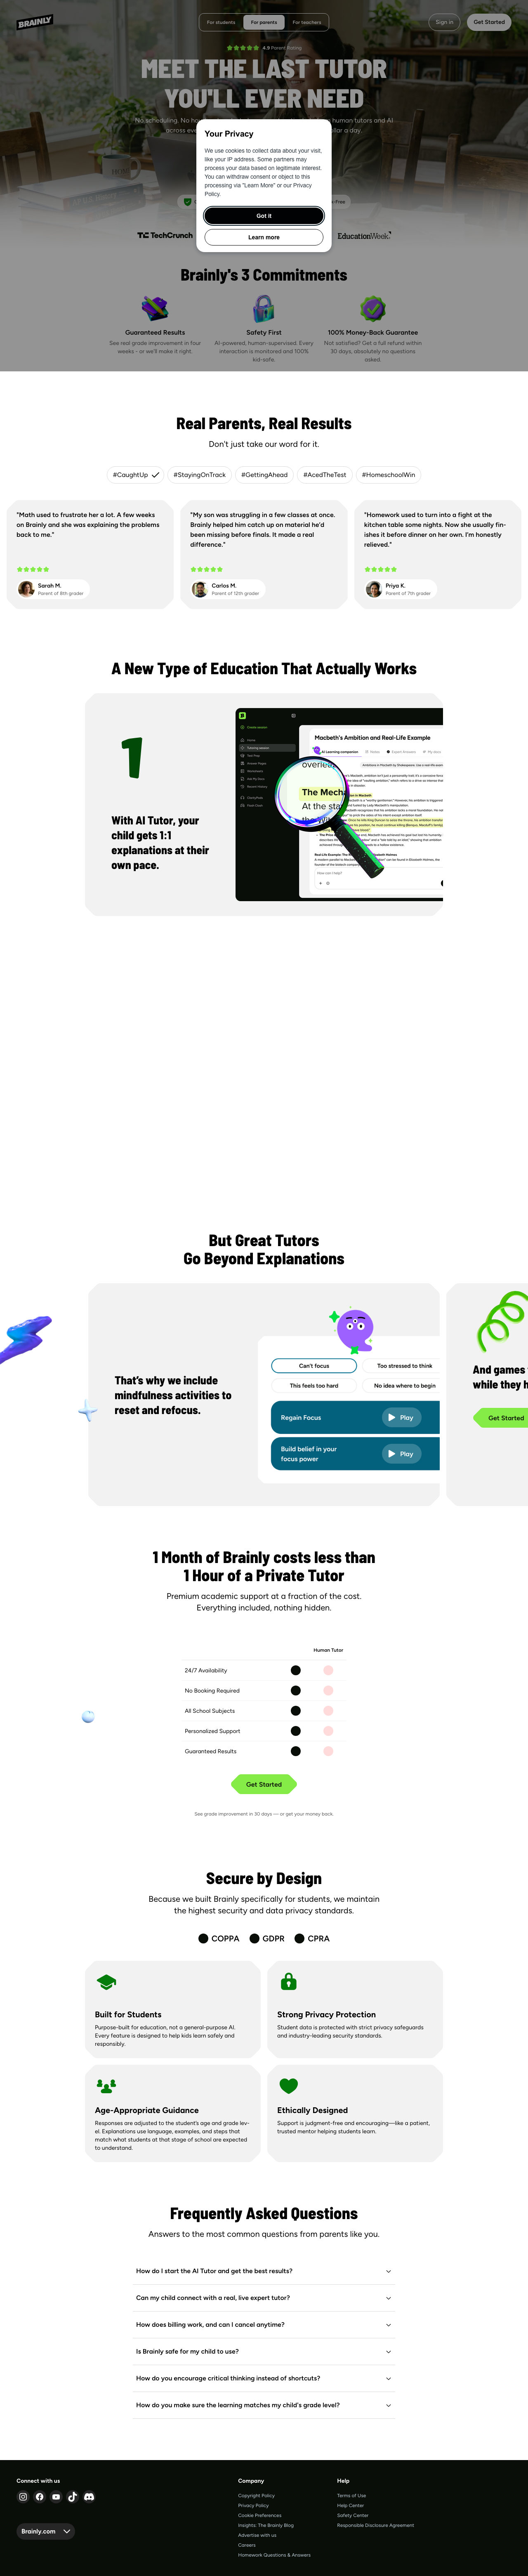 BRAINLY
For students
For parents
For teachers
Sign in
Get Started
4.9 Parent Rating
MEET THE LAST TUTOR
YOU'LL EVER NEED
No scheduling. No
human tutors and AI
Your Privacy
We use cookies to collect data about your visit,
like your IP address. Some partners may
process your data based on legitimate interest.
You can withdraw consent or object to this
processing via "Learn More" or our Privacy
Policy.
Got it
Learn more
TechCrunch
EducationWeek.
Brainly's 3 Commitments
Guaranteed Results
See real grade improvement in four
weeks - or we'll make it right.
Safety First
AI-powered, human-supervised. Every
interaction is monitored and 100%
kid-safe.
100% Money-Back Guarantee
Not satisfied? Get a full refund within
30 days, absolutely no questions
asked.
Real Parents, Real Results
Don't just take our word for it.
#CaughtUp
#StayingOnTrack
#GettingAhead
#AcedTheTest
#HomeschoolWin
"Math used to frustrate her a lot. A few weeks
on Brainly and she was explaining the problems
back to me."
Sarah M.
Parent of 8th grader
"My son was struggling in a few classes at once.
Brainly helped him catch up on material he'd
been missing before finals. It made a real
difference."
Carlos M.
Parent of 12th grader
"Homework used to turn into a fight at the
kitchen table some nights. Now she usually fin-
ishes it before dinner on her own. I'm honestly
relieved."
Priya K.
Parent of 7th grader
A New Type of Education That Actually Works
1
With AI Tutor, your
child gets 1:1
explanations at their
own pace.
Macbeth's Ambition and Real-Life Example
AI Learning companion
The Mech
At the sto
But Great Tutors
Go Beyond Explanations
That's why we include
mindfulness activities to
reset and refocus.
Can't focus
Too stressed to think
This feels too hard
No idea where to begin
Regain Focus
Play
Build belief in your
focus power
Play
And games
while they h
Get Started
1 Month of Brainly costs less than
1 Hour of a Private Tutor
Premium academic support at a fraction of the cost.
Everything included, nothing hidden.
Human Tutor
24/7 Availability
No Booking Required
All School Subjects
Personalized Support
Guaranteed Results
Get Started
See grade improvement in 30 days — or get your money back.
Secure by Design
Because we built Brainly specifically for students, we maintain
the highest security and data privacy standards.
COPPA
GDPR
CPRA
Built for Students
Purpose-built for education, not a general-purpose AI.
Every feature is designed to help kids learn safely and
responsibly.
Strong Privacy Protection
Student data is protected with strict privacy safeguards
and industry-leading security standards.
Age-Appropriate Guidance
Responses are adjusted to the student's age and grade lev-
el. Explanations use language, examples, and steps that
match what students at that stage of school are expected
to understand.
Ethically Designed
Support is judgment-free and encouraging—like a patient,
trusted mentor helping students learn.
Frequently Asked Questions
Answers to the most common questions from parents like you.
How do I start the AI Tutor and get the best results?
Can my child connect with a real, live expert tutor?
How does billing work, and can I cancel anytime?
Is Brainly safe for my child to use?
How do you encourage critical thinking instead of shortcuts?
How do you make sure the learning matches my child's grade level?
Connect with us
Brainly.com
Company
Copyright Policy
Privacy Policy
Cookie Preferences
Insights: The Brainly Blog
Advertise with us
Careers
Homework Questions & Answers
Help
Terms of Use
Help Center
Safety Center
Responsible Disclosure Agreement